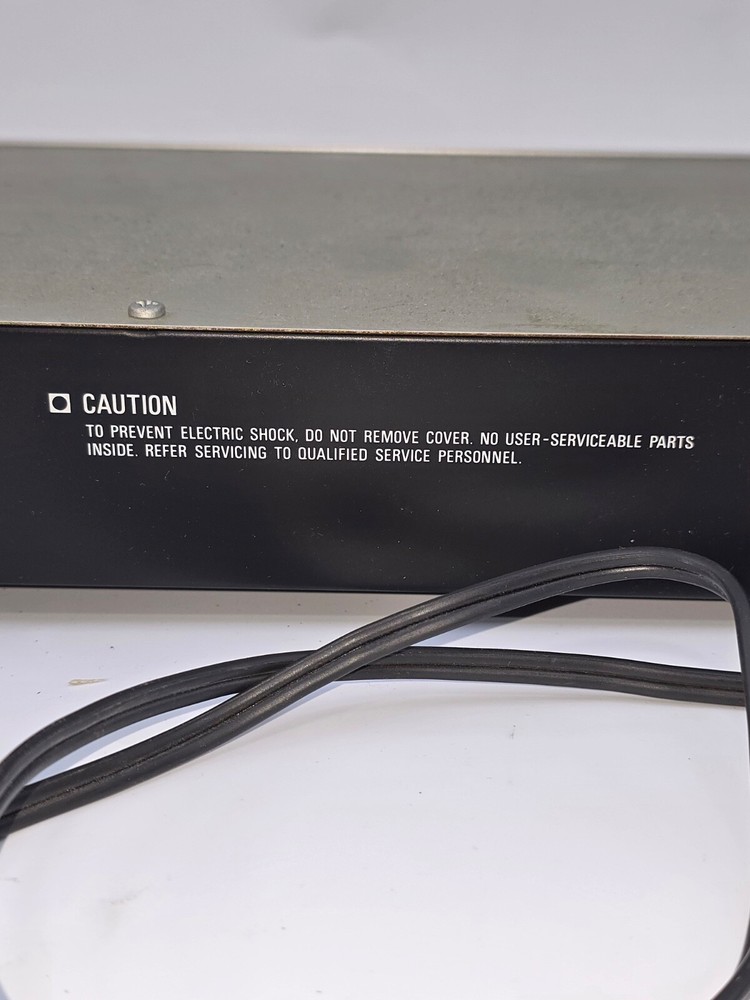 CAUTION
TO PREVENT ELECTRIC SHOCK, DO NOT REMOVE COVER. NO USER-SERVICEABLE PARTS
INSIDE. REFER SERVICING TO QUALIFIED SERVICE PERSONNEL.